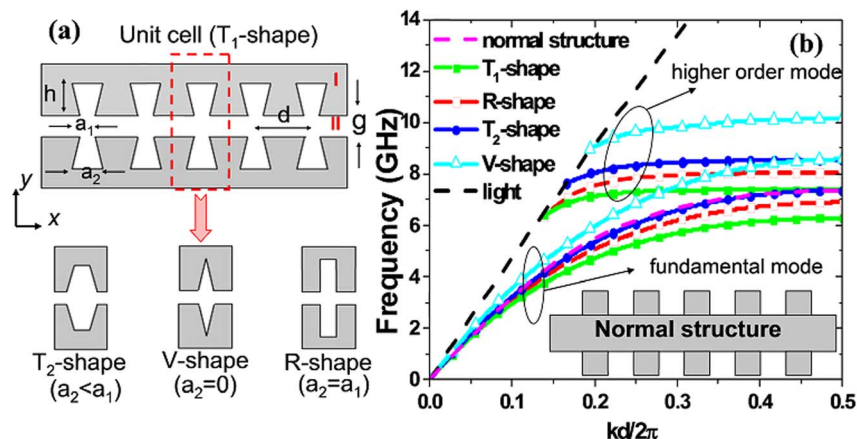 (a)
Unit cell (T1-shape)
h
a1
a2
d
I
II
g
y
x
T2-shape
(a2<a1)
V-shape
(a2=0)
R-shape
(a2=a1)
(b)
Frequency (GHz)
14
12
10
8
6
4
2
0
normal structure
T1-shape
R-shape
T2-shape
V-shape
light
higher order mode
fundamental mode
Normal structure
0.0 0.1 0.2 0.3 0.4 0.5
kd/2π